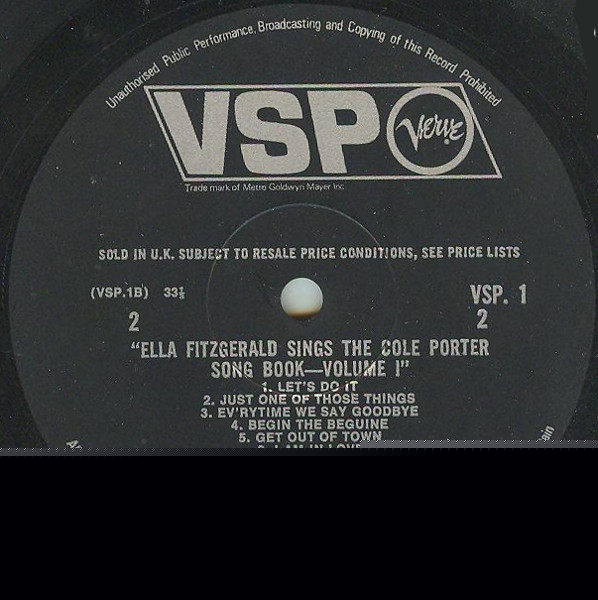 Unauthorised Public Performance, Broadcasting and Copying of this Record Prohibited
VSP Verve
Trade mark of Metro Goldwyn Mayer Inc
SOLD IN U.K. SUBJECT TO RESALE PRICE CONDITIONS, SEE PRICE LISTS
(VSP.1B) 33⅓ VSP. 1
2 2
"ELLA FITZGERALD SINGS THE COLE PORTER
SONG BOOK—VOLUME I"
1. LET'S DO IT
2. JUST ONE OF THOSE THINGS
3. EV'RYTIME WE SAY GOODBYE
4. BEGIN THE BEGUINE
5. GET OUT OF TOWN